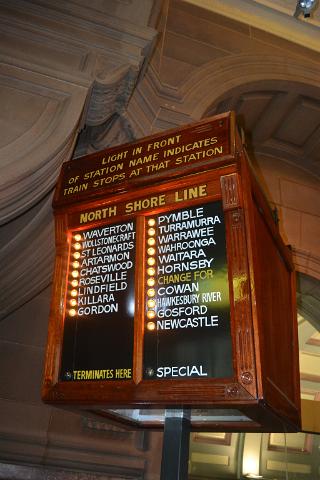 LIGHT IN FRONT
OF STATION NAME INDICATES
TRAIN STOPS AT THAT STATION
NORTH SHORE LINE
WAVERTON
WOLLSTONECRAFT
ST LEONARDS
ARTARMON
CHATSWOOD
ROSEVILLE
LINDFIELD
KILLARA
GORDON
TERMINATES HERE
PYMBLE
TURRAMURRA
WARRAWEE
WAHROONGA
WAITARA
HORNSBY
CHANGE FOR
COWAN
HAWKESBURY RIVER
GOSFORD
NEWCASTLE
SPECIAL